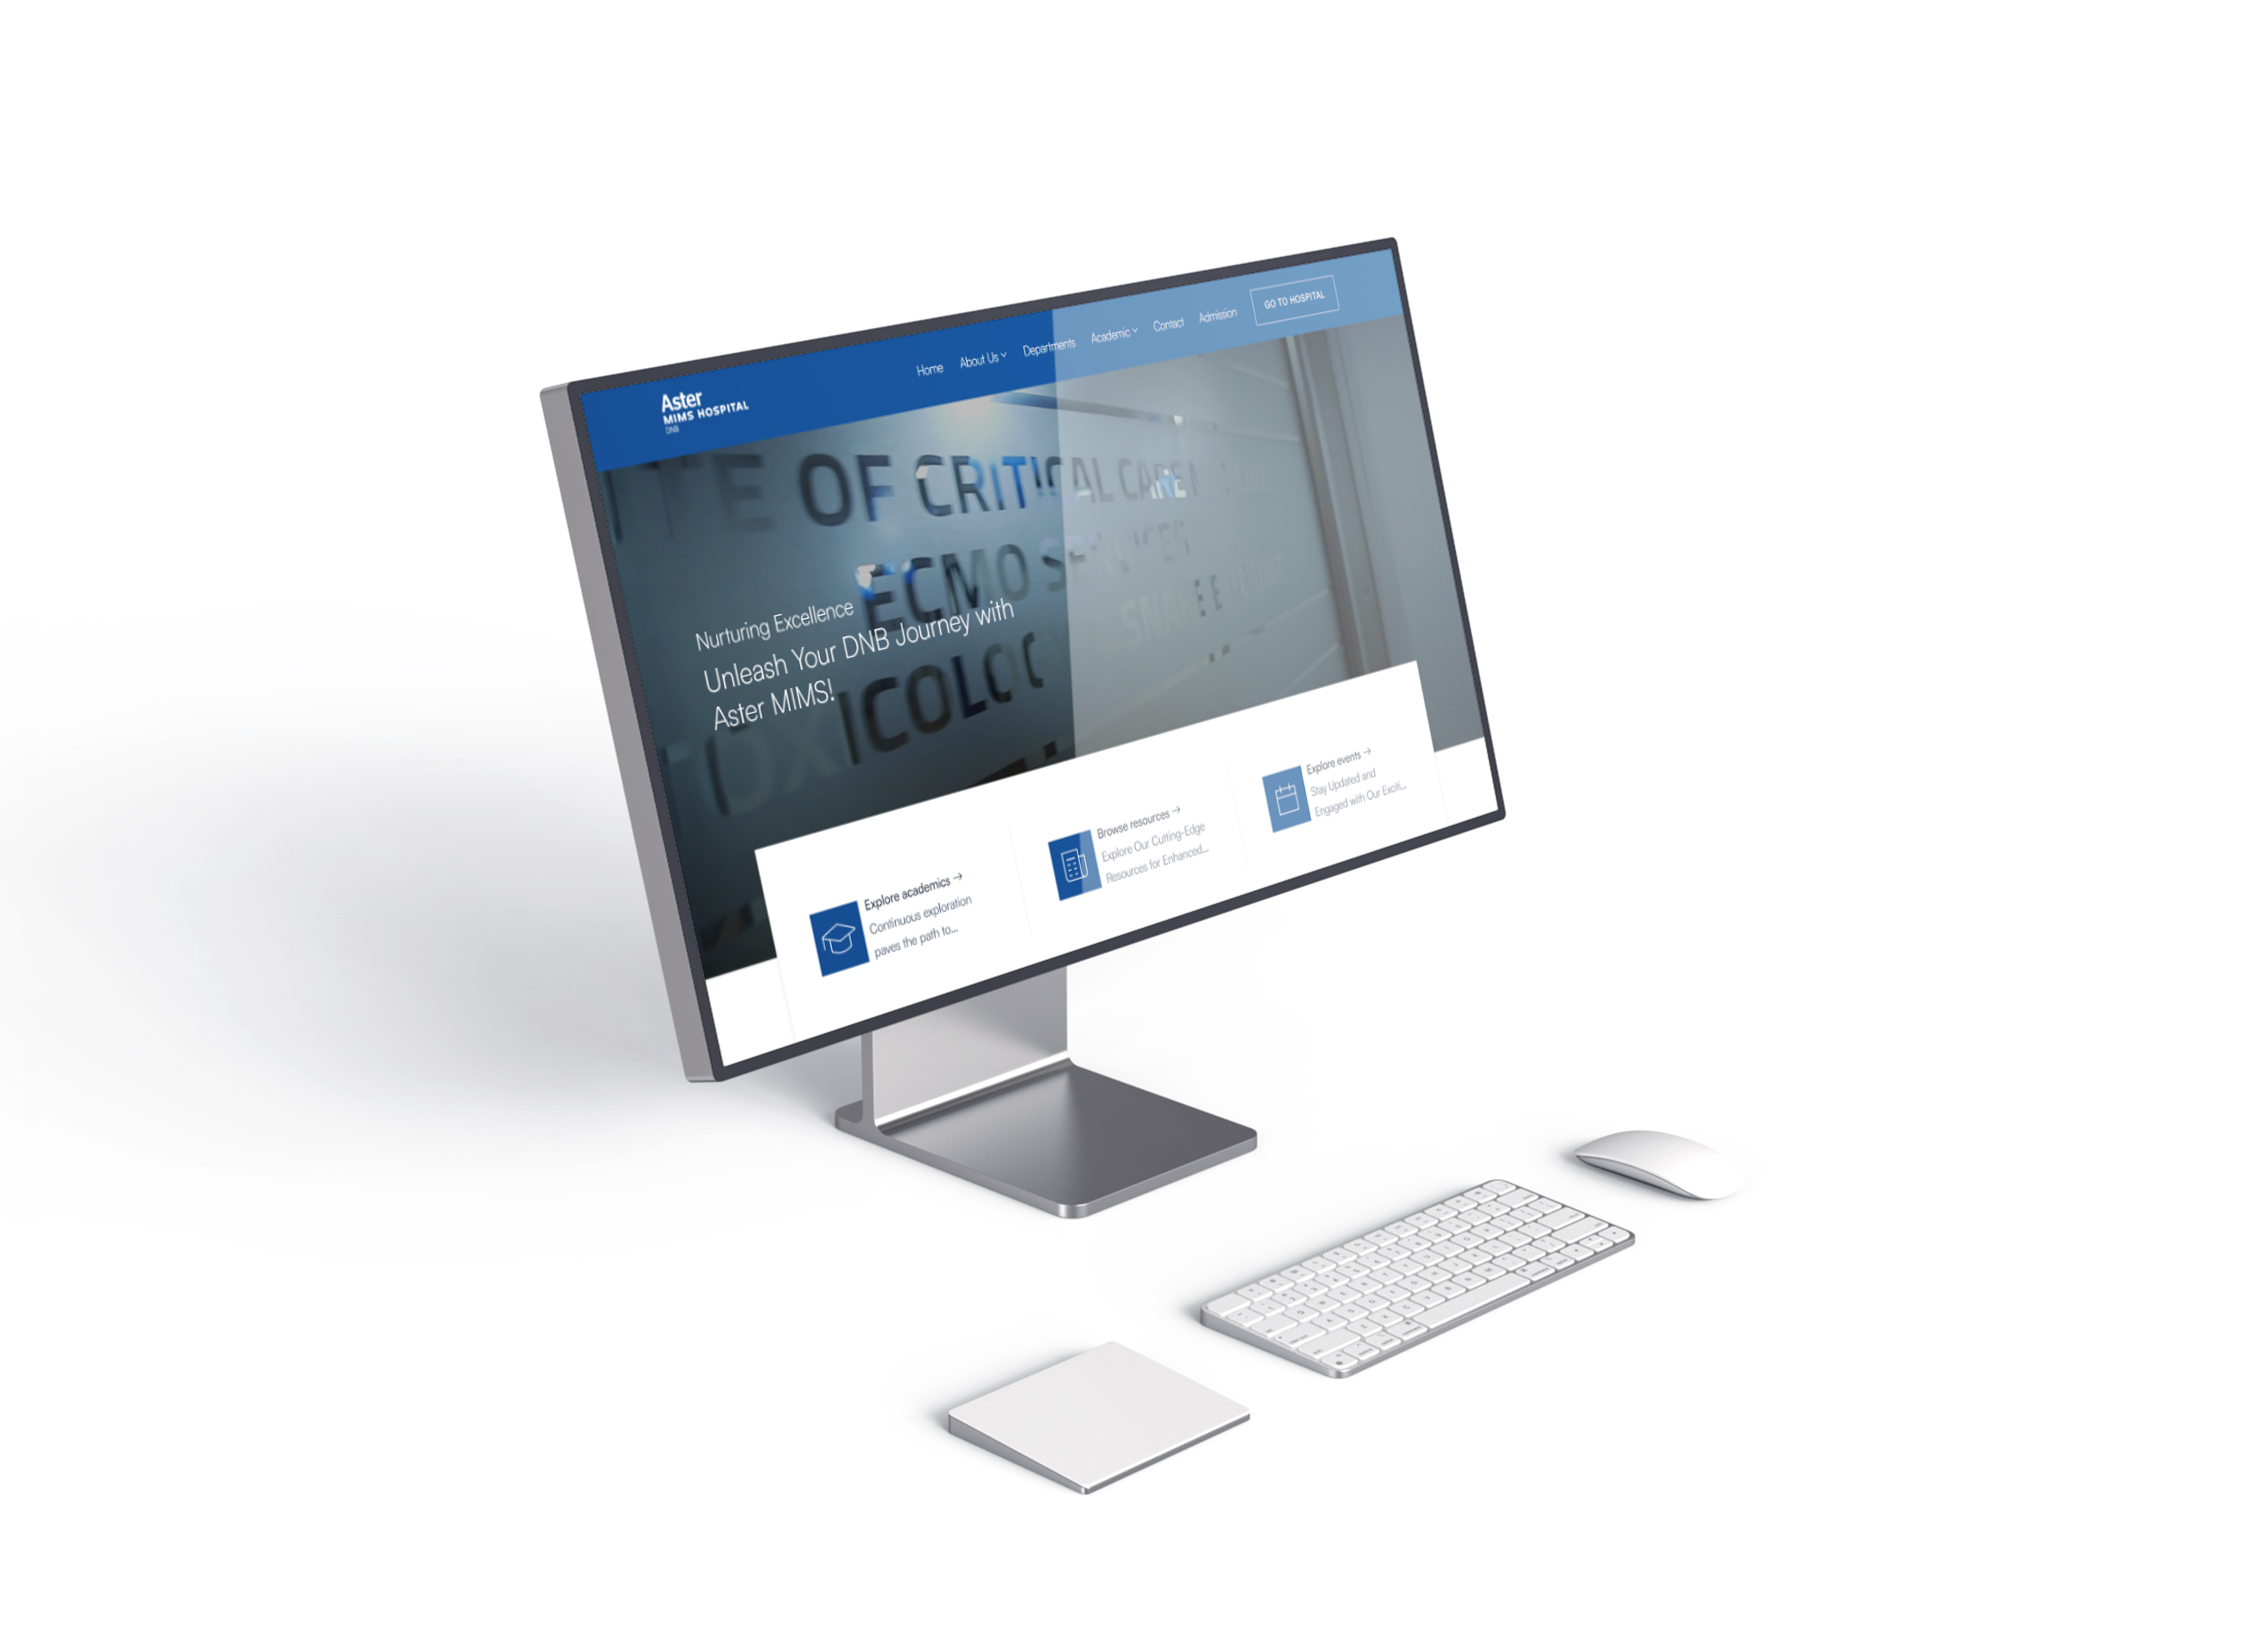 Aster
MIMS HOSPITAL
DNB
Home
About Us
Departments
Academic
Contact
Admission
GO TO HOSPITAL
OF CRITICAL CARE
ECMO SERVICES
Nurturing Excellence
Unleash Your DNB Journey with
Aster MIMS!
Explore academics →
Continuous exploration
paves the path to...
Browse resources →
Explore Our Cutting-Edge
Resources for Enhanced...
Explore events →
Stay Updated and
Engaged with Our Exciti...